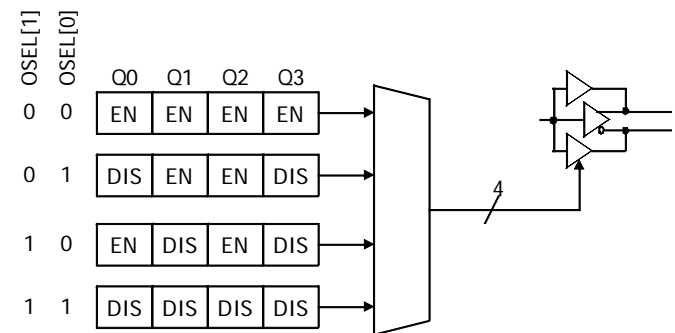 OSEL[1] OSEL[0]
Q0 Q1 Q2 Q3
0 0 EN EN EN EN
0 1 DIS EN EN DIS
4
1 0 EN DIS EN DIS
1 1 DIS DIS DIS DIS